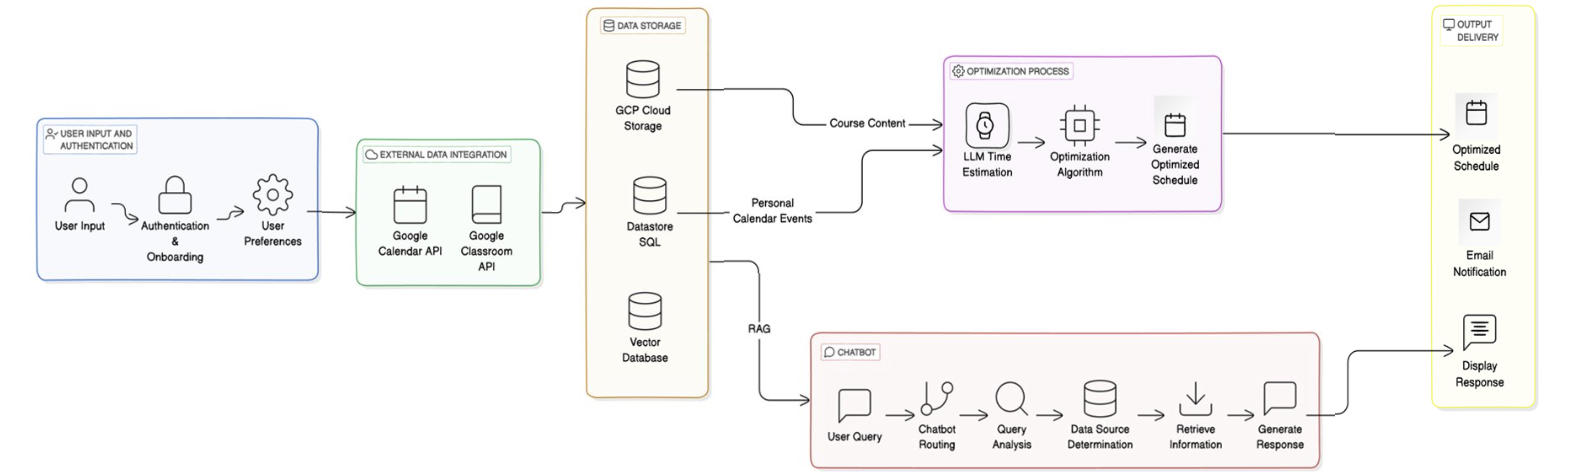 USER INPUT AND
AUTHENTICATION
User Input
Authentication
&
Onboarding
User
Preferences
EXTERNAL DATA INTEGRATION
Google
Calendar API
Google
Classroom
API
DATA STORAGE
GCP Cloud
Storage
Datastore
SQL
Vector
Database
Course Content
Personal
Calendar Events
RAG
OPTIMIZATION PROCESS
LLM Time
Estimation
Optimization
Algorithm
Generate
Optimized
Schedule
CHATBOT
User Query
Chatbot
Routing
Query
Analysis
Data Source
Determination
Retrieve
Information
Generate
Response
OUTPUT
DELIVERY
Optimized
Schedule
Email
Notification
Display
Response